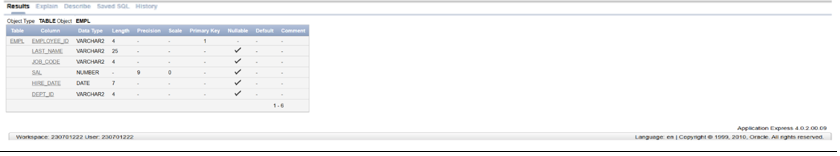 Results Explain Describe Saved SQL History
Object Type TABLE Object EMPL
Table Column Data Type Length Precision Scale Primary Key Nullable Default Comment
EMPL EMPLOYEE_ID VARCHAR2 4 - - 1 - - -
LAST_NAME VARCHAR2 25 - - - ✓ - -
JOB_CODE VARCHAR2 4 - - - ✓ - -
SAL NUMBER - 9 0 - ✓ - -
HIRE_DATE DATE 7 - - - ✓ - -
DEPT_ID VARCHAR2 4 - - - ✓ - -
1 - 6
Application Express 4.0.2.00.09
Workspace: 230701222 User: 230701222 Language: en | Copyright © 1999, 2010, Oracle. All rights reserved.